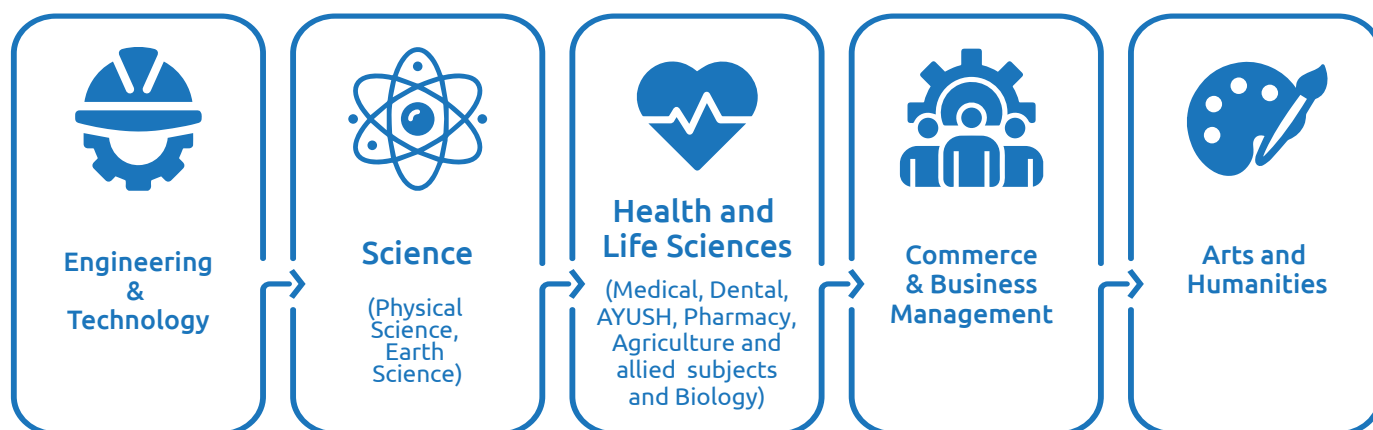 Engineering
&
Technology
Science
(Physical
Science,
Earth
Science)
Health and
Life Sciences
(Medical, Dental,
AYUSH, Pharmacy,
Agriculture and
allied subjects
and Biology)
Commerce
& Business
Management
Arts and
Humanities